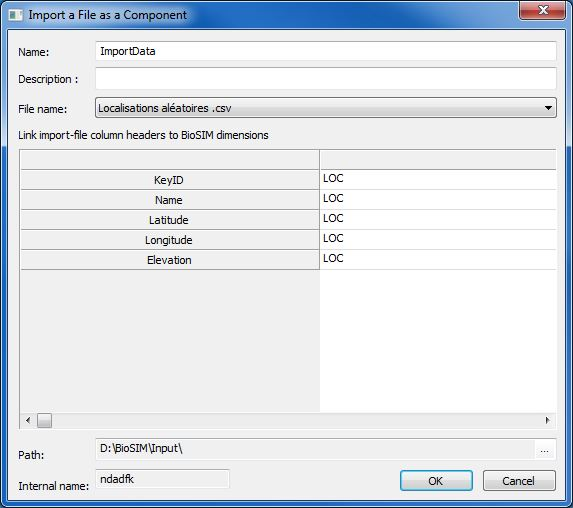 Import a File as a Component
Name: ImportData
Description :
File name: Localisations aléatoires .csv
Link import-file column headers to BioSIM dimensions
KeyID LOC
Name LOC
Latitude LOC
Longitude LOC
Elevation LOC
Path: D:\BioSIM\Input\ ...
Internal name: ndadfk OK Cancel